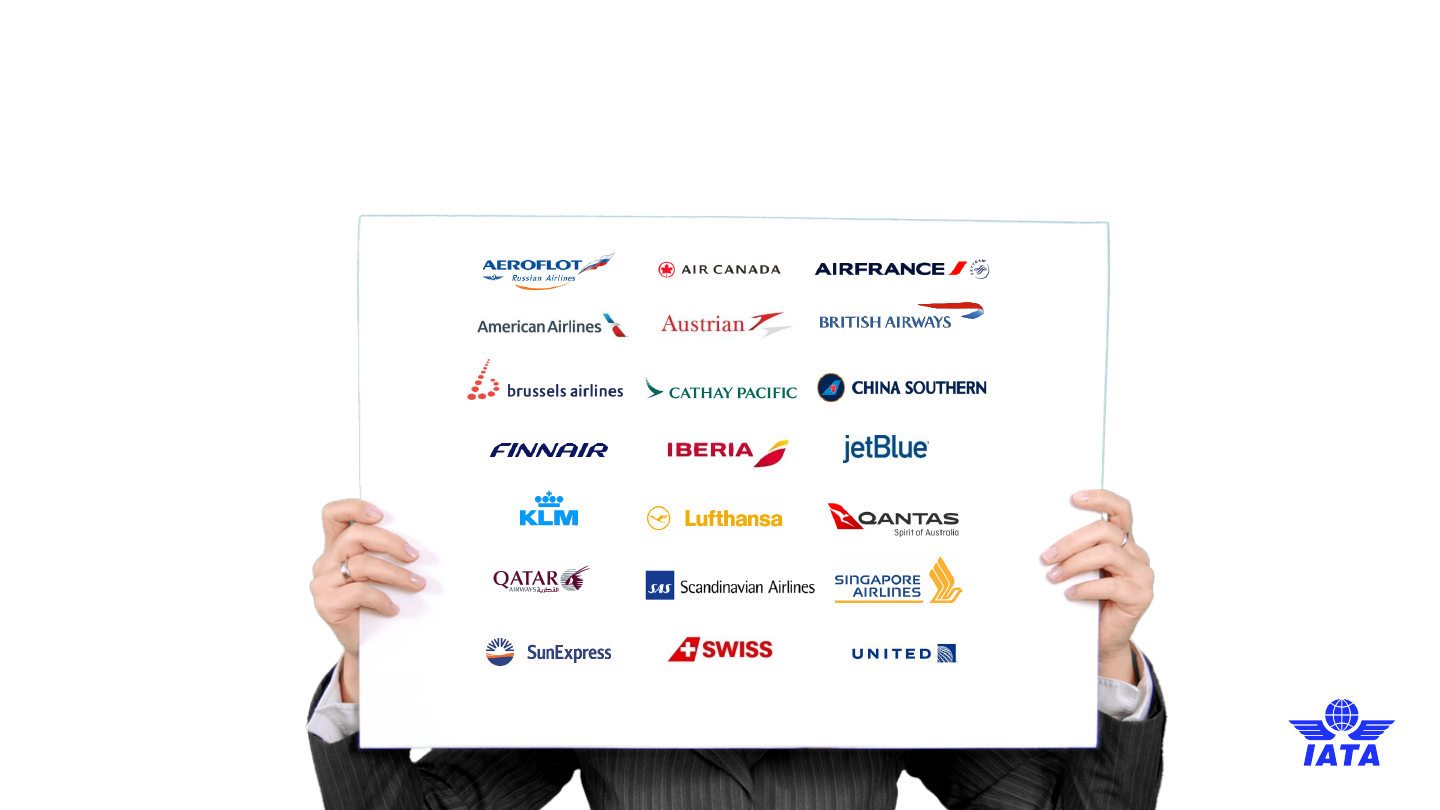 AEROFLOT
Russian Airlines
AIR CANADA
AIRFRANCE
SKYTEAM
American Airlines
Austrian
BRITISH AIRWAYS
brussels airlines
CATHAY PACIFIC
CHINA SOUTHERN
FINNAIR
IBERIA
jetBlue
KLM
Lufthansa
QANTAS
Spirit of Australia
QATAR
AIRWAYS القطرية
SAS Scandinavian Airlines
SINGAPORE
AIRLINES
SunExpress
SWISS
UNITED
IATA